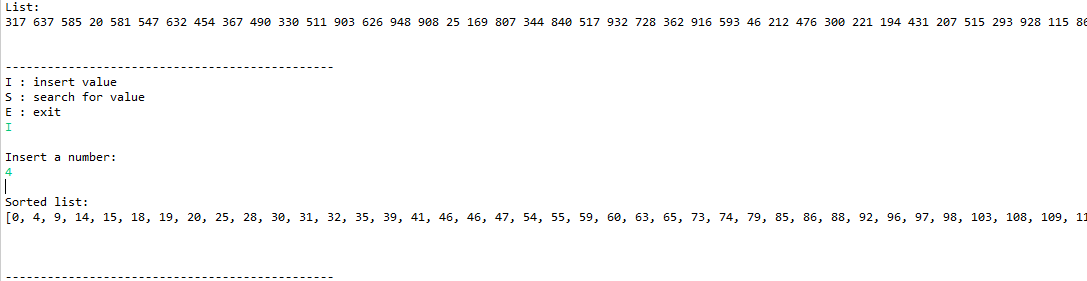 List:
317 637 585 20 581 547 632 454 367 490 330 511 903 626 948 908 25 169 807 344 840 517 932 728 362 916 593 46 212 476 300 221 194 431 207 515 293 928 115
---------------------------------------------
I : insert value
S : search for value
E : exit
I
Insert a number:
4
Sorted list:
[0, 4, 9, 14, 15, 18, 19, 20, 25, 28, 30, 31, 32, 35, 39, 41, 46, 46, 47, 54, 55, 59, 60, 63, 65, 73, 74, 79, 85, 86, 88, 92, 96, 97, 98, 103, 108, 109,
---------------------------------------------